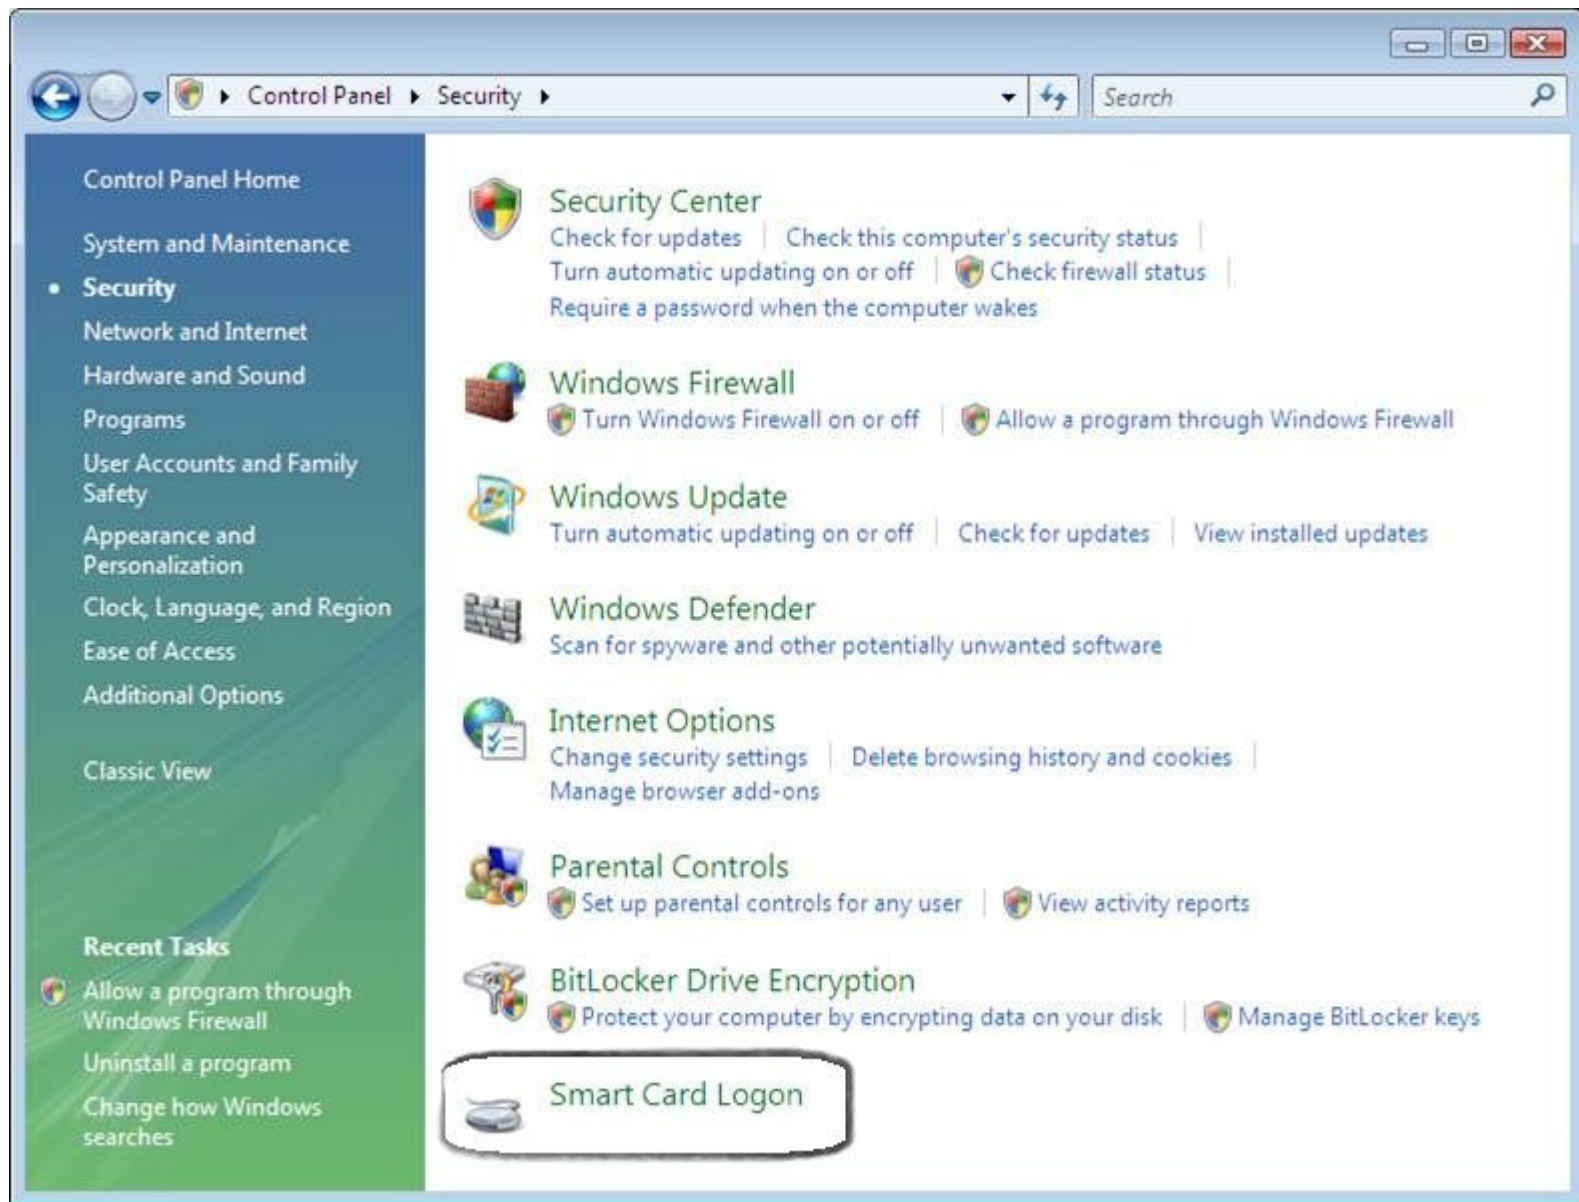 Control Panel Security Search
Control Panel Home
System and Maintenance
Security
Network and Internet
Hardware and Sound
Programs
User Accounts and Family
Safety
Appearance and
Personalization
Clock, Language, and Region
Ease of Access
Additional Options
Classic View
Recent Tasks
Allow a program through
Windows Firewall
Uninstall a program
Change how Windows
searches
Security Center
Check for updates Check this computer's security status
Turn automatic updating on or off Check firewall status
Require a password when the computer wakes
Windows Firewall
Turn Windows Firewall on or off Allow a program through Windows Firewall
Windows Update
Turn automatic updating on or off Check for updates View installed updates
Windows Defender
Scan for spyware and other potentially unwanted software
Internet Options
Change security settings Delete browsing history and cookies
Manage browser add-ons
Parental Controls
Set up parental controls for any user View activity reports
BitLocker Drive Encryption
Protect your computer by encrypting data on your disk Manage BitLocker keys
Smart Card Logon